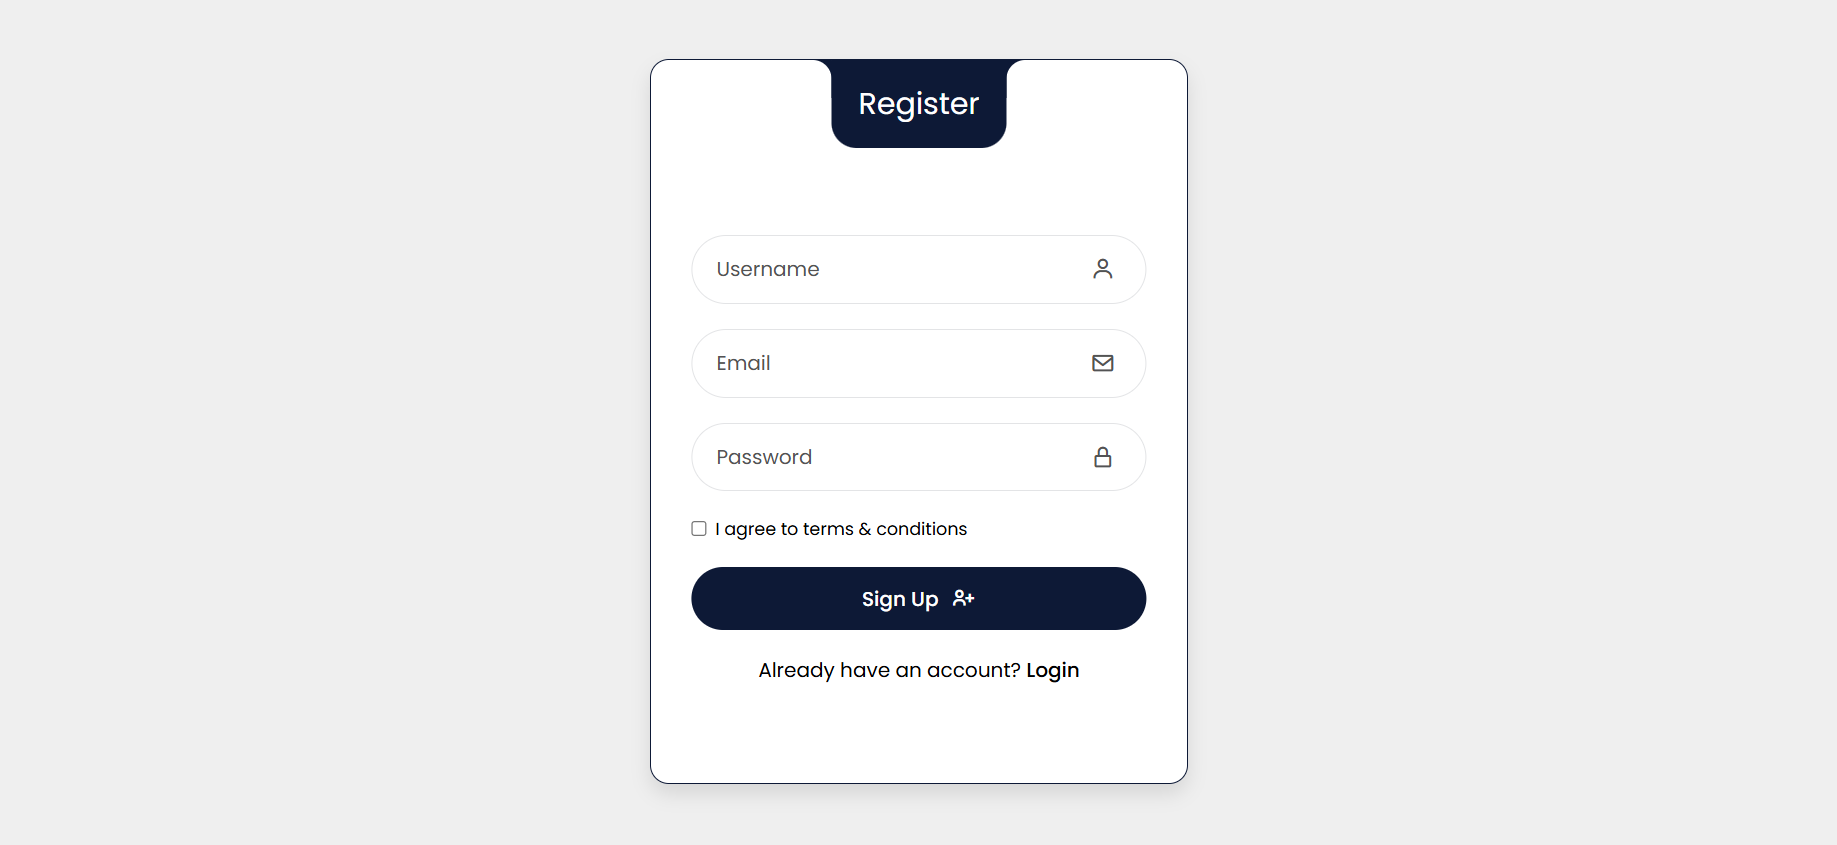 Register
Username
Email
Password
I agree to terms & conditions
Sign Up
Already have an account? Login